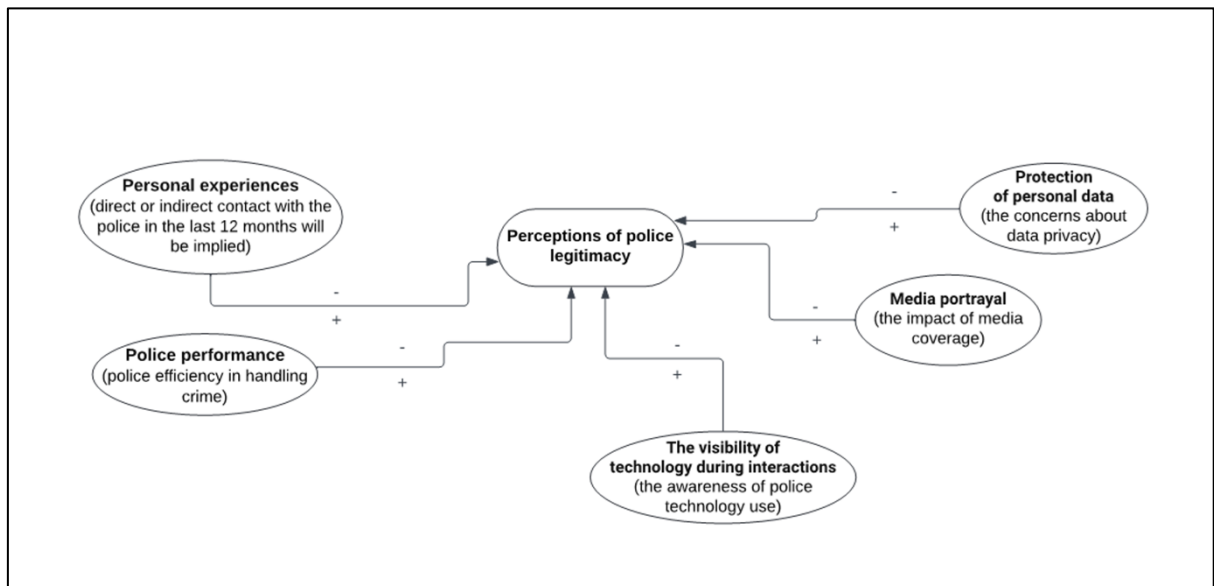 Personal experiences
(direct or indirect contact with the
police in the last 12 months will
be implied)
-
+
Police performance
(police efficiency in handling
crime)
-
+
Perceptions of police
legitimacy
Protection
of personal data
(the concerns about
data privacy)
-
+
Media portrayal
(the impact of media
coverage)
-
+
The visibility of
technology during interactions
(the awareness of police
technology use)
-
+